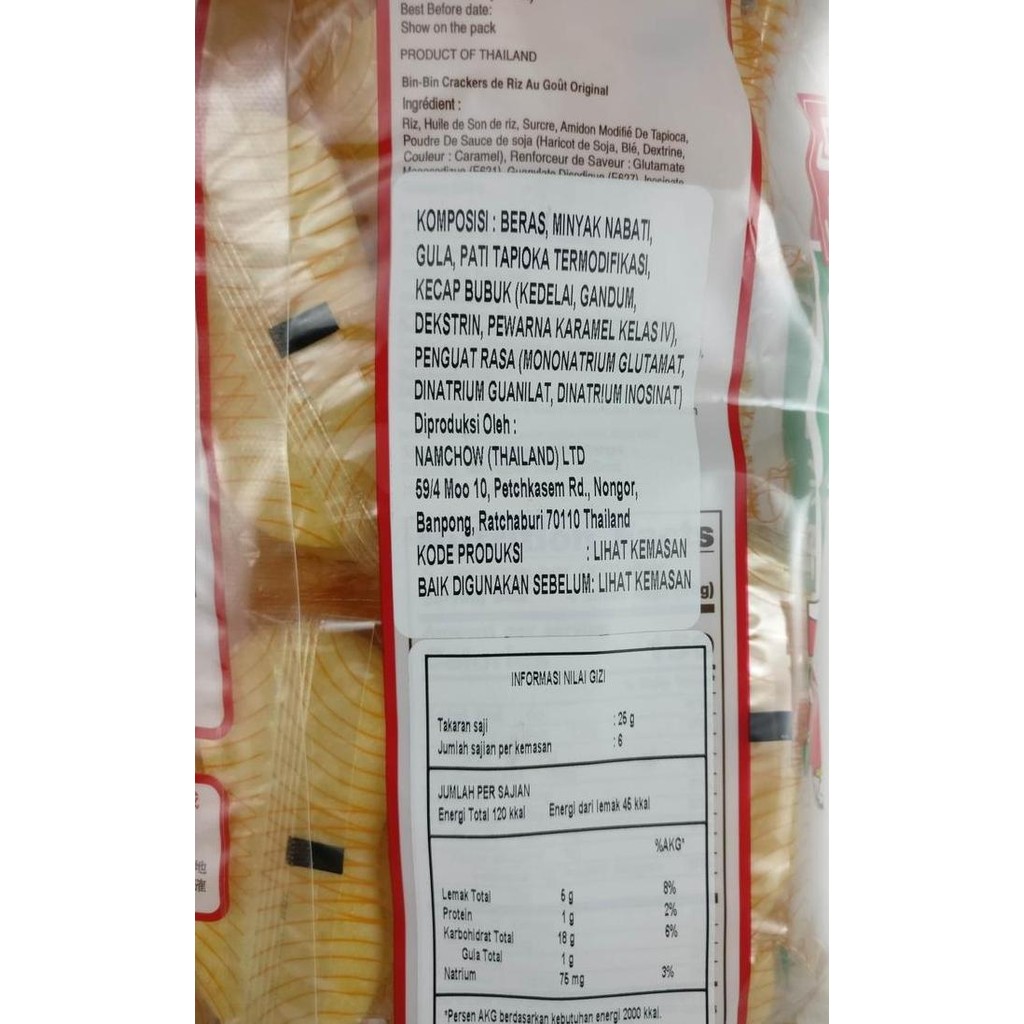 Best Before date:
Show on the pack
PRODUCT OF THAILAND
Bin-Bin Crackers de Riz Au Goût Original
Ingrédient :
Riz, Huile de Son de riz, Surcre, Amidon Modifié De Tapioca,
Poudre De Sauce de soja (Haricot de Soja, Blé, Dextrine,
Couleur : Caramel), Renforceur de Saveur : Glutamate
KOMPOSISI : BERAS, MINYAK NABATI,
GULA, PATI TAPIOKA TERMODIFIKASI,
KECAP BUBUK (KEDELAI, GANDUM,
DEKSTRIN, PEWARNA KARAMEL KELAS IV),
PENGUAT RASA (MONONATRIUM GLUTAMAT,
DINATRIUM GUANILAT, DINATRIUM INOSINAT)
Diproduksi Oleh :
NAMCHOW (THAILAND) LTD
59/4 Moo 10, Petchkasem Rd., Nongor,
Banpong, Ratchaburi 70110 Thailand
KODE PRODUKSI : LIHAT KEMASAN
BAIK DIGUNAKAN SEBELUM: LIHAT KEMASAN
INFORMASI NILAI GIZI
Takaran saji : 25 g
Jumlah sajian per kemasan : 6
JUMLAH PER SAJIAN
Energi Total 120 kkal Energi dari lemak 45 kkal
%AKG*
Lemak Total 5 g 8%
Protein 1 g 2%
Karbohidrat Total 18 g 6%
Gula Total 1 g
Natrium 75 mg 3%
*Persen AKG berdasarkan kebutuhan energi 2000 kkal.